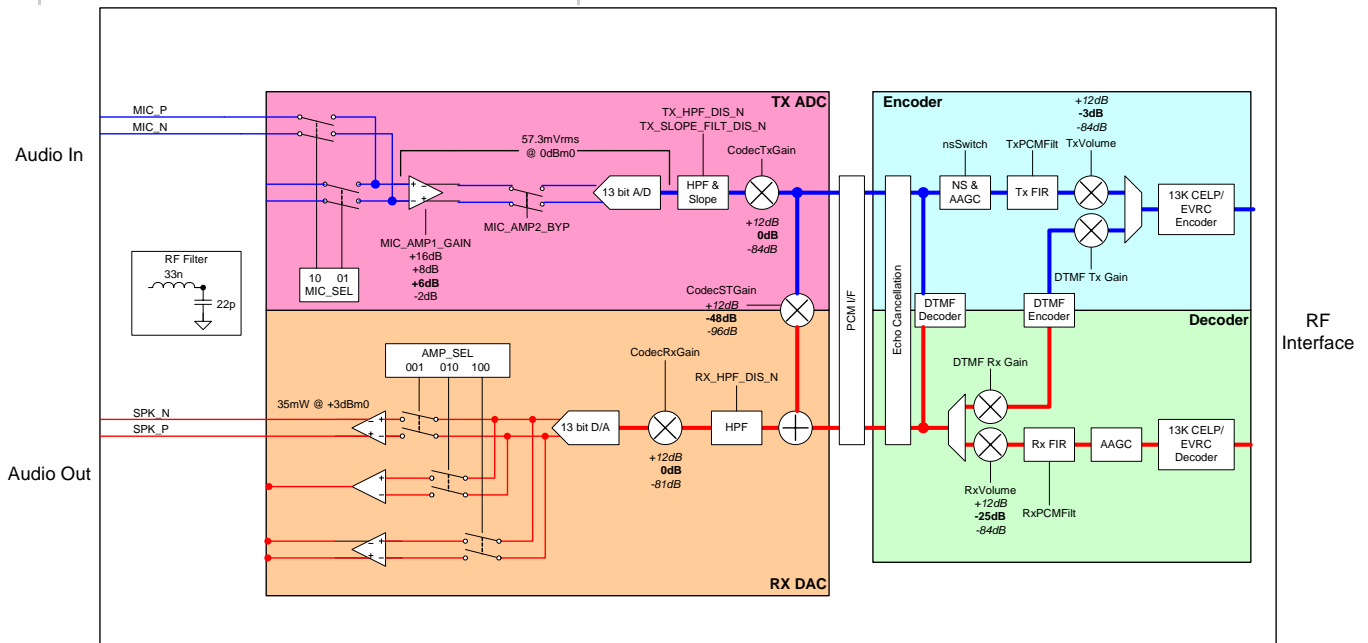 TX ADC
Encoder
MIC_P
MIC_N
Audio In
57.3mVrms
@ 0dBm0
TX_HPF_DIS_N
TX_SLOPE_FILT_DIS_N
CodecTxGain
+
-
-
+
13 bit A/D
HPF &
Slope
MIC_AMP2_BYP
MIC_AMP1_GAIN
+16dB
+8dB
+6dB
-2dB
+12dB
0dB
-84dB
10 01
MIC_SEL
RF Filter
33n
22p
CodecSTGain
+12dB
-48dB
-96dB
PCM I/F
Echo Cancellation
nsSwitch
NS &
AAGC
TxPCMFilt
Tx FIR
+12dB
-3dB
-84dB
TxVolume
13K CELP/
EVRC
Encoder
DTMF Tx Gain
DTMF
Decoder
DTMF
Encoder
Decoder
RF
Interface
AMP_SEL
001 010 100
35mW @ +3dBm0
SPK_N
SPK_P
Audio Out
+
-
+
-
-
+
13 bit D/A
CodecRxGain
+12dB
0dB
-81dB
RX_HPF_DIS_N
HPF
DTMF Rx Gain
RxVolume
+12dB
-25dB
-84dB
Rx FIR
RxPCMFilt
AAGC
13K CELP/
EVRC
Decoder
RX DAC